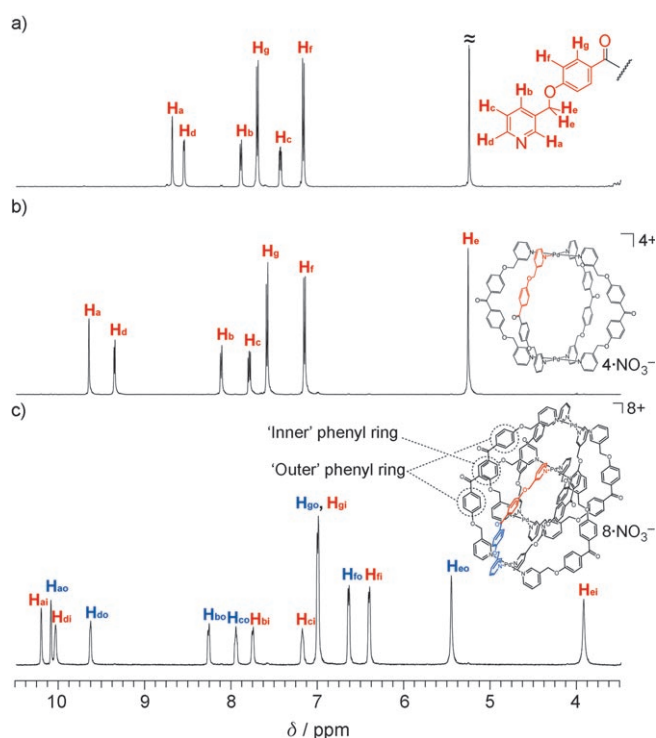 a)
Ha
Hd
Hb
Hg
Hc
Hf
≈
Hf
Hg
O
O
Hb
Hc
He
He
Hd
N
Ha
b)
Ha
Hd
Hb
Hc
Hg
Hf
He
4+
4·NO₃⁻
c)
'Inner' phenyl ring
'Outer' phenyl ring
8+
8·NO₃⁻
Hai
Hao
Hdi
Hdo
Hbo
Hco
Hbi
Hci
Hgo, Hgi
Hfo
Hfi
Heo
Hei
10 9 8 7 6 5 4
δ / ppm